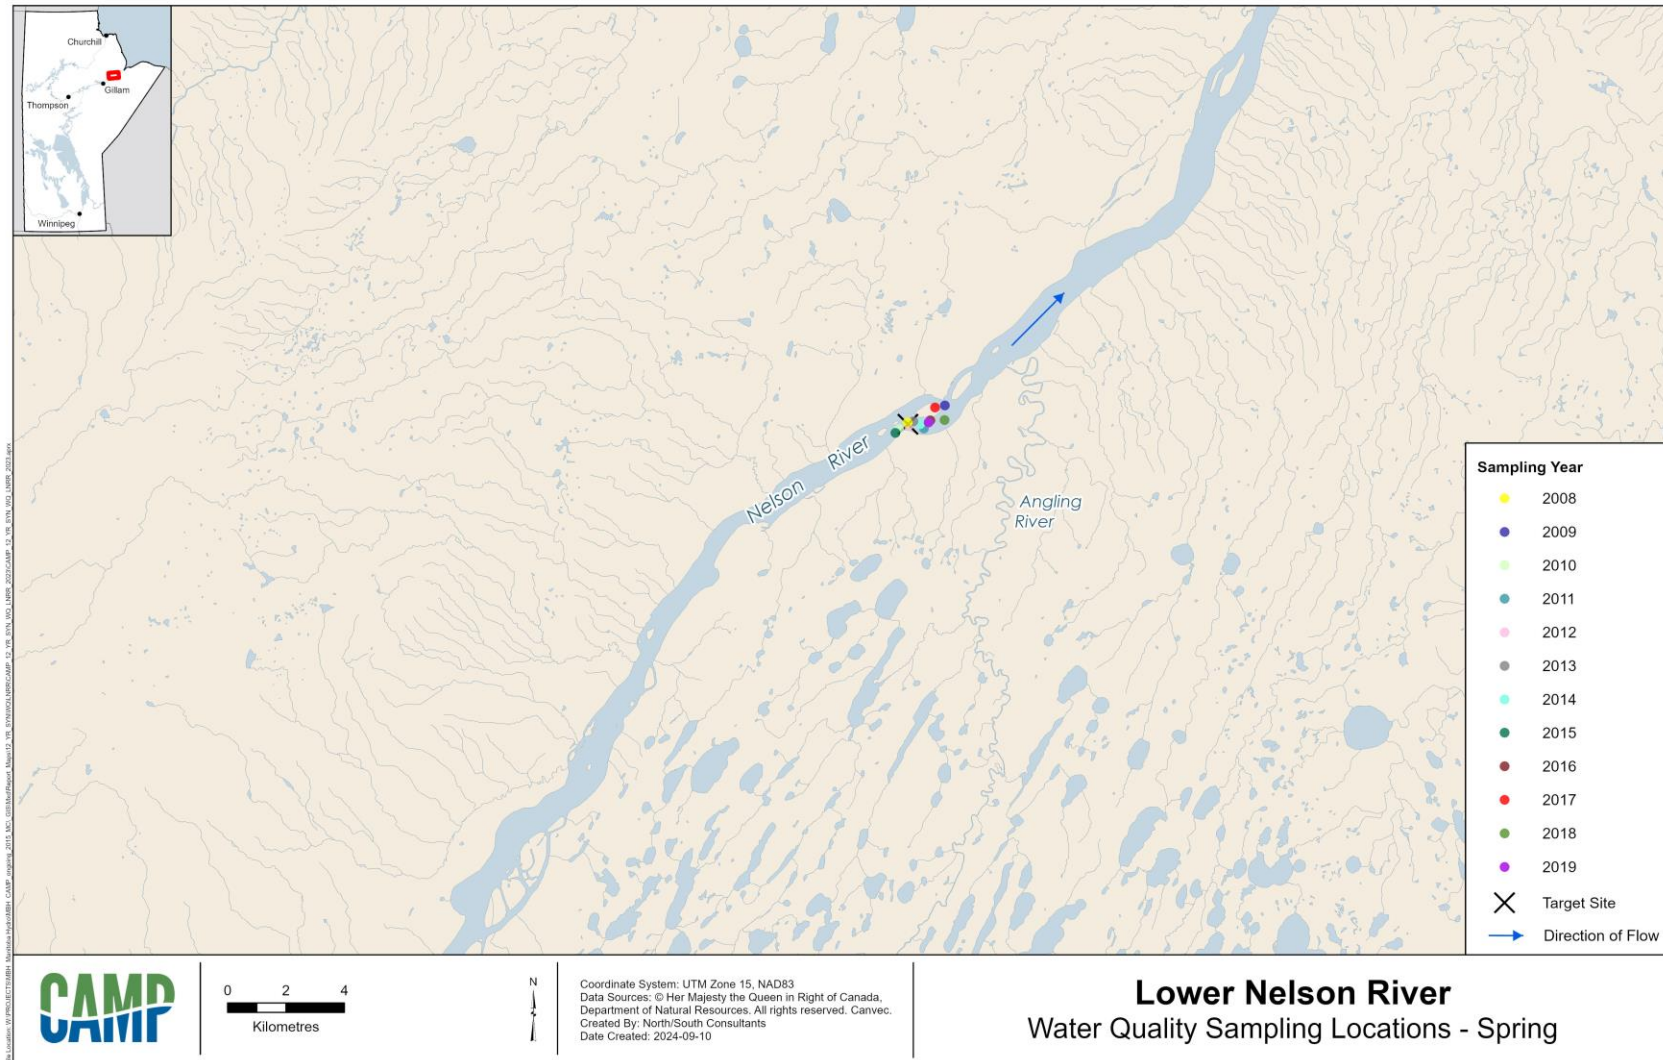 Churchill
Gillam
Thompson
Winnipeg
Nelson River
Angling
River
Sampling Year
2008
2009
2010
2011
2012
2013
2014
2015
2016
2017
2018
2019
Target Site
Direction of Flow
CAMP
0 2 4
Kilometres
N
Coordinate System: UTM Zone 15, NAD83
Data Sources: © Her Majesty the Queen in Right of Canada,
Department of Natural Resources. All rights reserved. Canvec.
Created By: North/South Consultants
Date Created: 2024-09-10
Lower Nelson River
Water Quality Sampling Locations - Spring